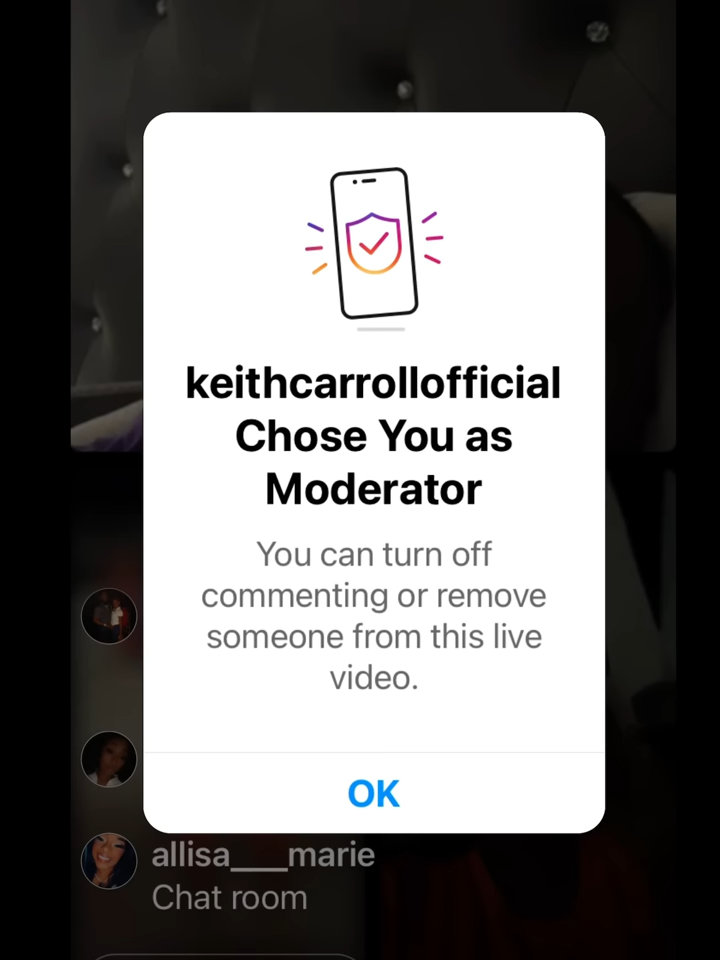 keithcarrollofficial
Chose You as
Moderator
You can turn off
commenting or remove
someone from this live
video.
OK
allisa____marie
Chat room